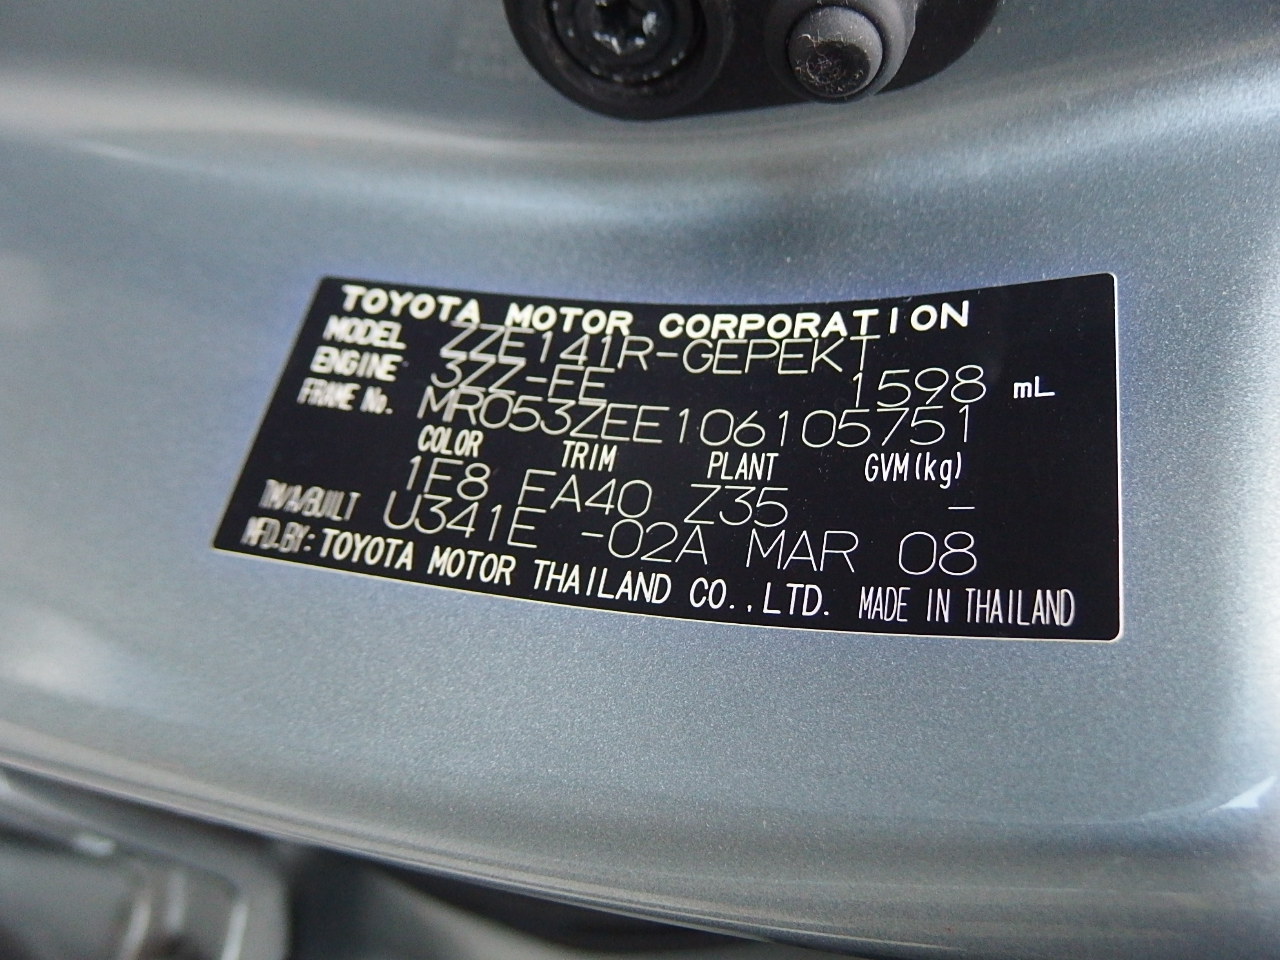 TOYOTA MOTOR CORPORATION
MODEL ZZE141R-GEPEKT
ENGINE 3ZZ-FE 1598 mL
FRAME No. MR053ZEE106105751
COLOR TRIM PLANT GVM(kg)
1F8 FA40 Z35 –
TM/A/BUILT U341E -02A MAR 08
MFD.BY: TOYOTA MOTOR THAILAND CO.,LTD. MADE IN THAILAND